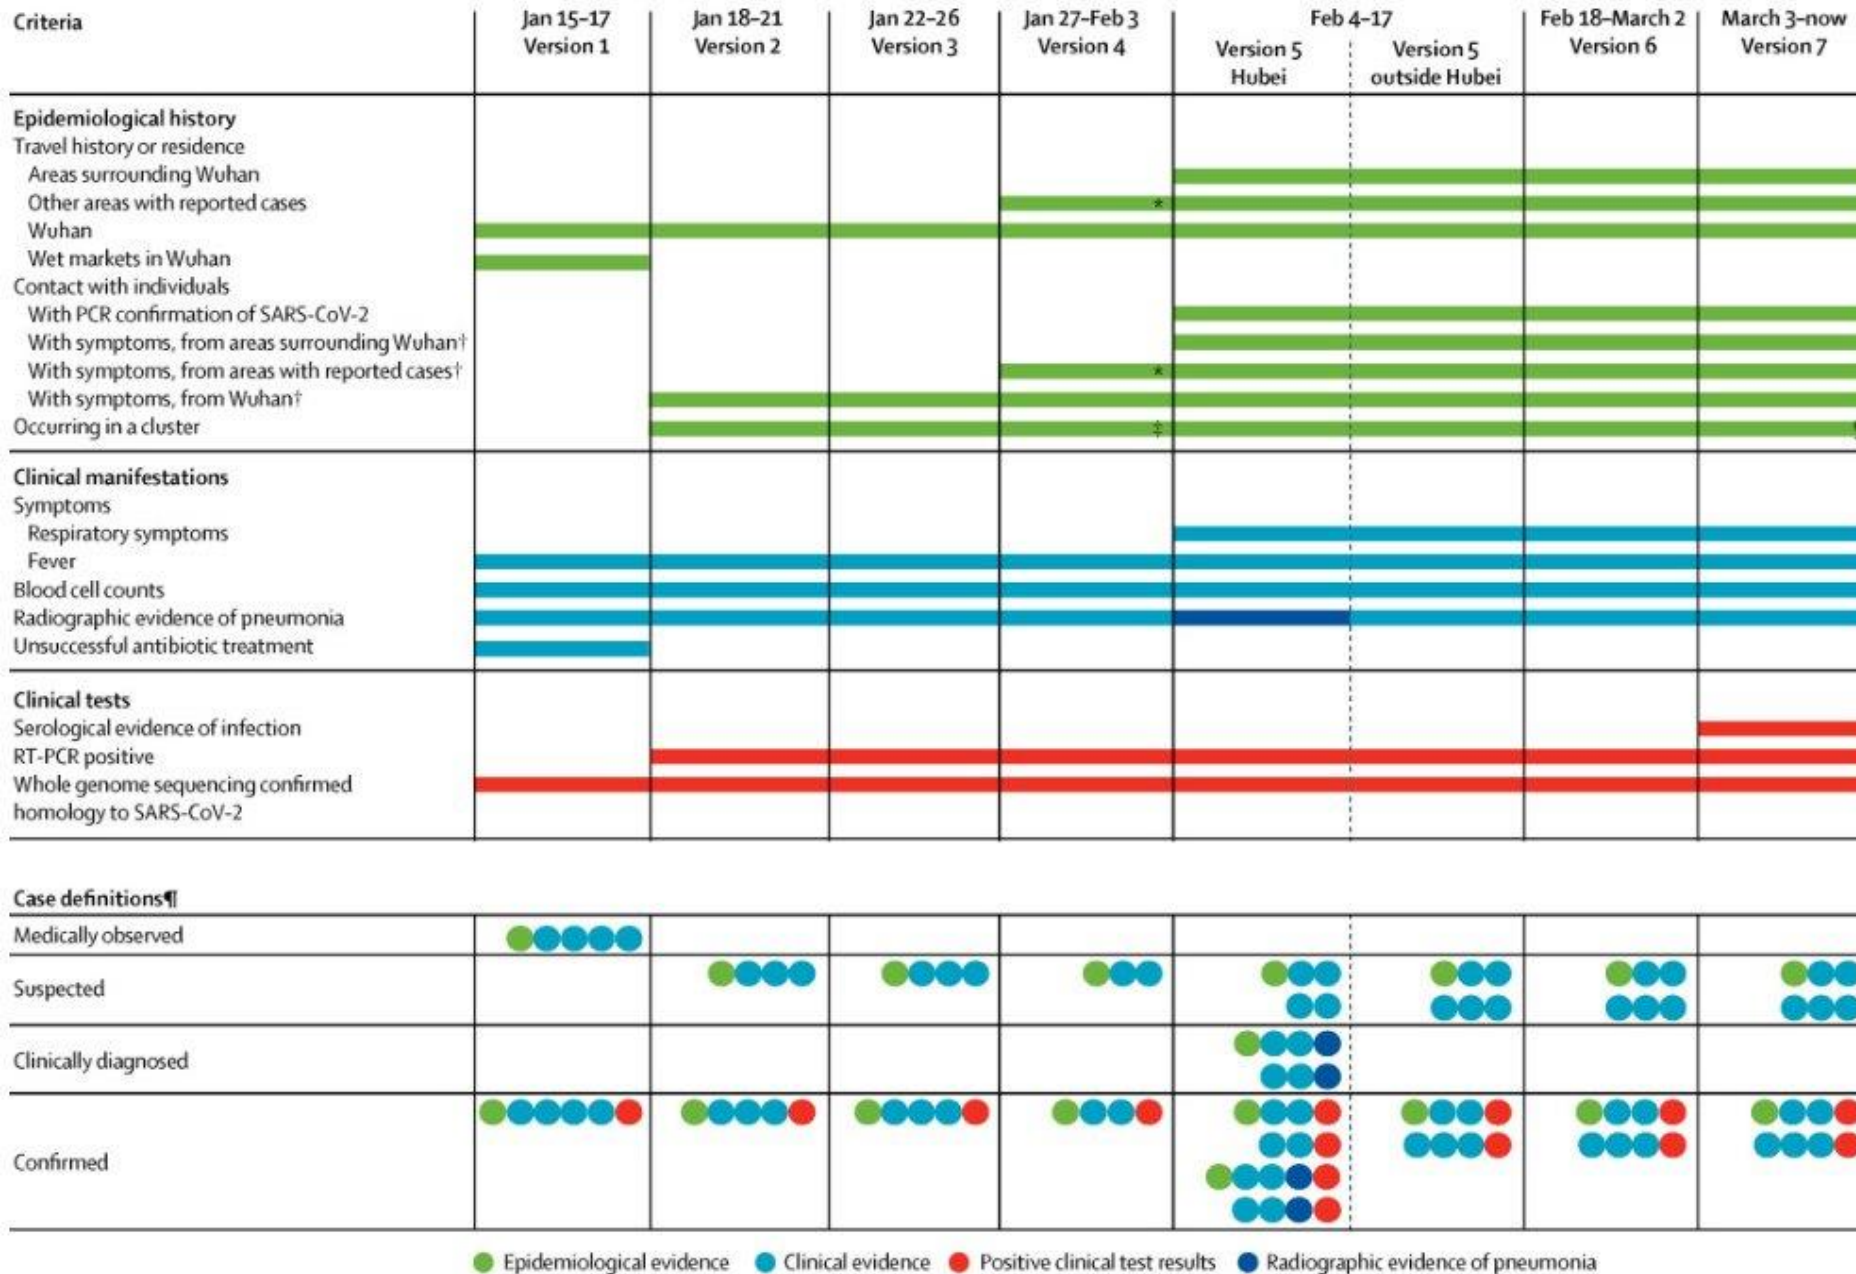 Criteria
Jan 15–17
Version 1
Jan 18–21
Version 2
Jan 22–26
Version 3
Jan 27–Feb 3
Version 4
Feb 4–17
Version 5
Hubei
Version 5
outside Hubei
Feb 18–March 2
Version 6
March 3–now
Version 7
Epidemiological history
Travel history or residence
Areas surrounding Wuhan
Other areas with reported cases
*
Wuhan
Wet markets in Wuhan
Contact with individuals
With PCR confirmation of SARS-CoV-2
With symptoms, from areas surrounding Wuhan†
With symptoms, from areas with reported cases†
*
With symptoms, from Wuhan†
Occurring in a cluster
‡
Clinical manifestations
Symptoms
Respiratory symptoms
Fever
Blood cell counts
Radiographic evidence of pneumonia
Unsuccessful antibiotic treatment
Clinical tests
Serological evidence of infection
RT-PCR positive
Whole genome sequencing confirmed
homology to SARS-CoV-2
Case definitions¶
Medically observed
Suspected
Clinically diagnosed
Confirmed
Epidemiological evidence
Clinical evidence
Positive clinical test results
Radiographic evidence of pneumonia